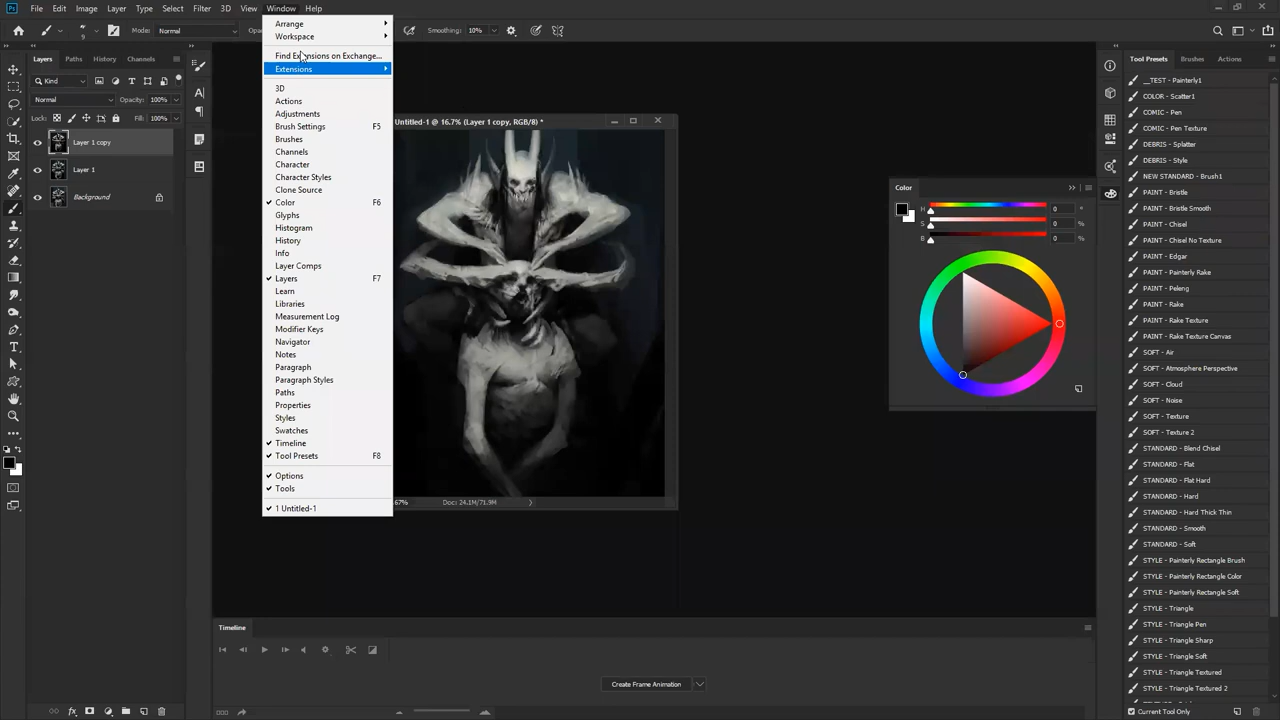 Ps File Edit Image Layer Type Select Filter 3D View Window Help
Mode: Normal Opa Smoothing: 10%
Layers Paths History Channels
Kind
Normal Opacity: 100%
Lock: Fill: 100%
Layer 1 copy
Layer 1
Background
Arrange
Workspace
Find Extensions on Exchange...
Extensions
3D
Actions
Adjustments
Brush Settings F5
Brushes
Channels
Character
Character Styles
Clone Source
Color F6
Glyphs
Histogram
History
Info
Layer Comps
Layers F7
Learn
Libraries
Measurement Log
Modifier Keys
Navigator
Notes
Paragraph
Paragraph Styles
Paths
Properties
Styles
Swatches
Timeline
Tool Presets F8
Options
Tools
1 Untitled-1
Untitled-1 @ 16.7% (Layer 1 copy, RGB/8) *
67% Doc: 24.1M/71.9M
Timeline
Create Frame Animation
Color
H 0 °
S 0 %
B 0 %
Tool Presets Brushes Actions
__TEST - Painterly1
COLOR - Scatter1
COMIC - Pen
COMIC - Pen Texture
DEBRIS - Splatter
DEBRIS - Style
NEW STANDARD - Brush1
PAINT - Bristle
PAINT - Bristle Smooth
PAINT - Chisel
PAINT - Chisel No Texture
PAINT - Edgar
PAINT - Painterly Rake
PAINT - Peleng
PAINT - Rake
PAINT - Rake Texture
PAINT - Rake Texture Canvas
SOFT - Air
SOFT - Atmosphere Perspective
SOFT - Cloud
SOFT - Noise
SOFT - Texture
SOFT - Texture 2
STANDARD - Blend Chisel
STANDARD - Flat
STANDARD - Flat Hard
STANDARD - Hard
STANDARD - Hard Thick Thin
STANDARD - Smooth
STANDARD - Soft
STYLE - Painterly Rectangle Brush
STYLE - Painterly Rectangle Color
STYLE - Painterly Rectangle Soft
STYLE - Triangle
STYLE - Triangle Pen
STYLE - Triangle Sharp
STYLE - Triangle Soft
STYLE - Triangle Textured
STYLE - Triangle Textured 2
Current Tool Only